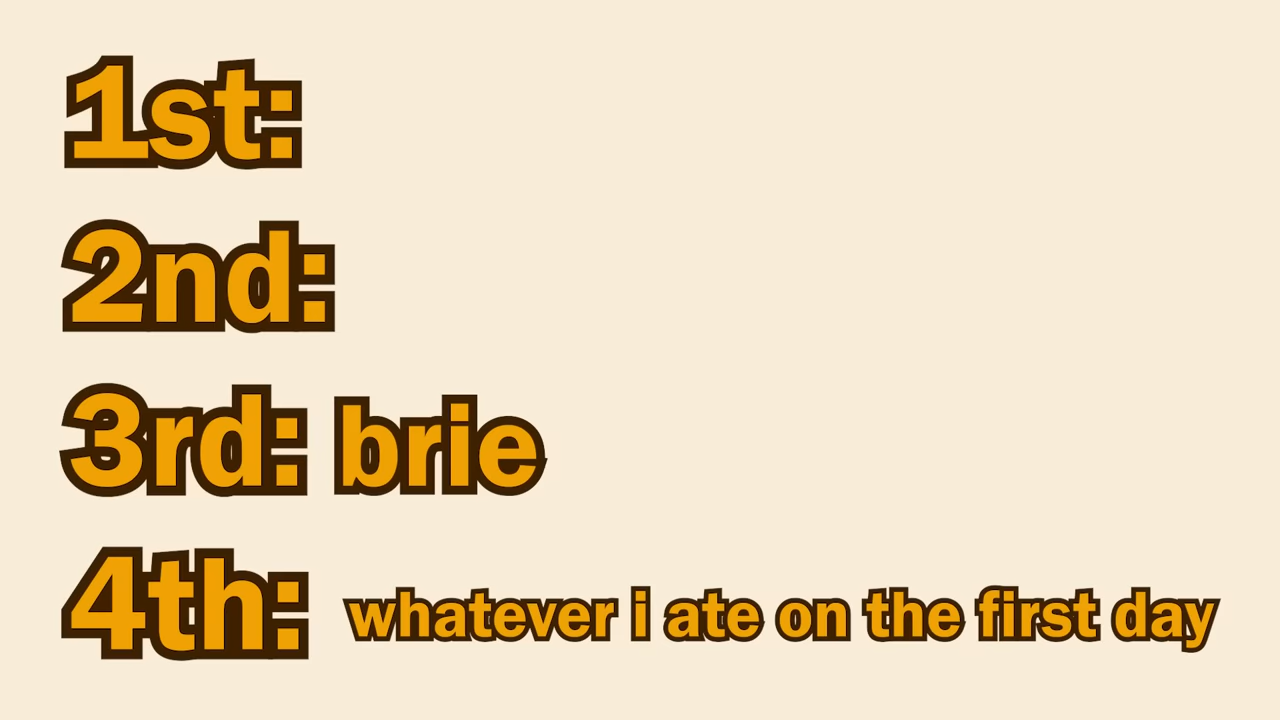 1st:
2nd:
3rd: brie
4th: whatever i ate on the first day